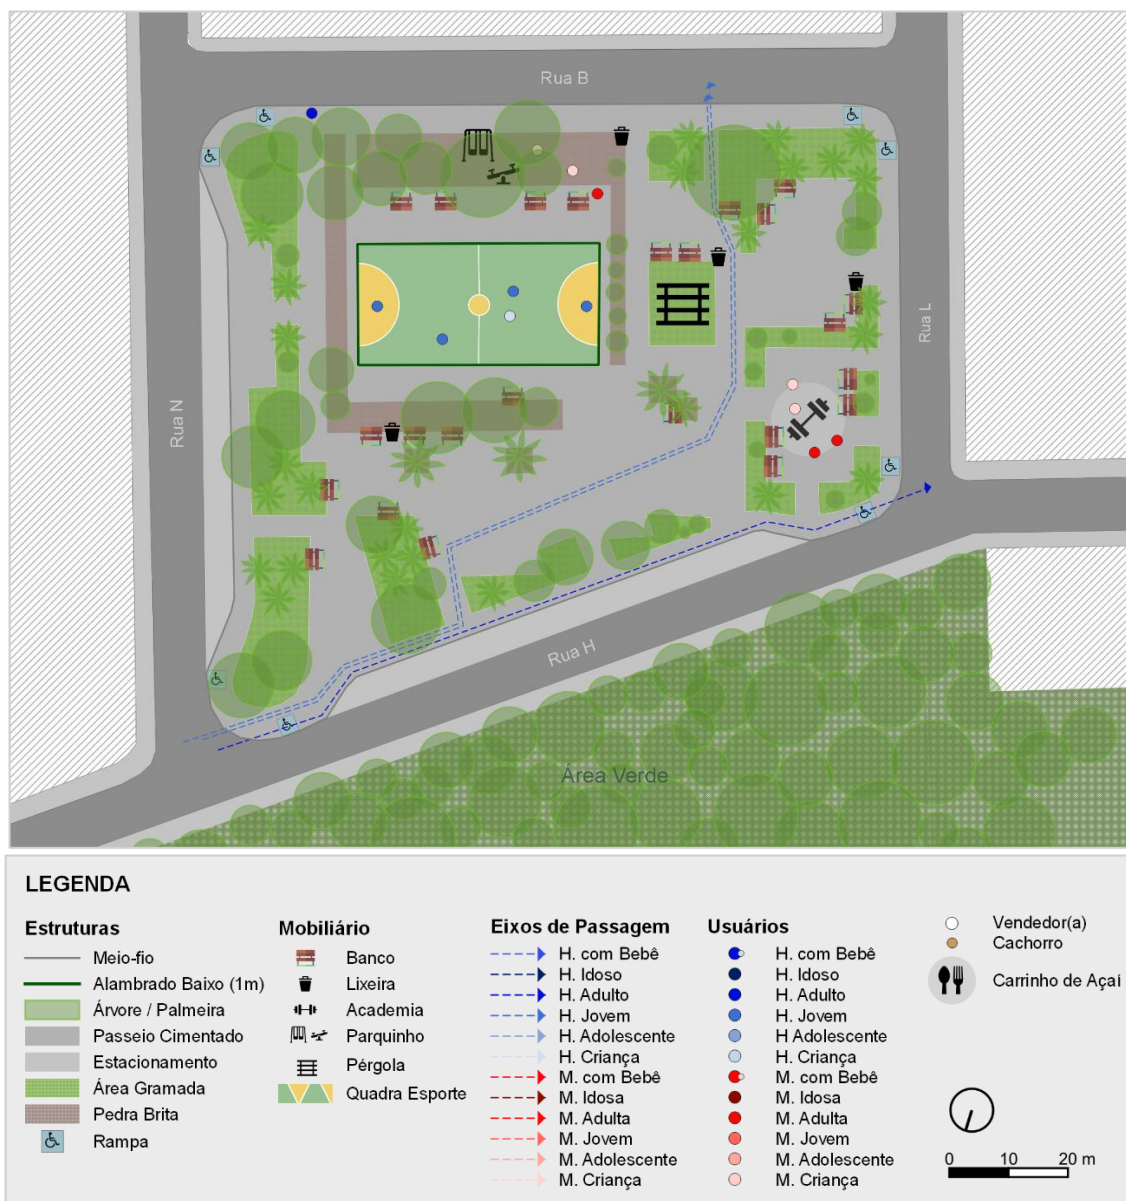 Rua B
Rua N
Rua L
Rua H
Área Verde
LEGENDA
Estruturas
Meio-fio
Alambrado Baixo (1m)
Árvore / Palmeira
Passeio Cimentado
Estacionamento
Área Gramada
Pedra Brita
Rampa
Mobiliário
Banco
Lixeira
Academia
Parquinho
Pérgola
Quadra Esporte
Eixos de Passagem
H. com Bebê
H. Idoso
H. Adulto
H. Jovem
H. Adolescente
H. Criança
M. com Bebê
M. Idosa
M. Adulta
M. Jovem
M. Adolescente
M. Criança
Usuários
H. com Bebê
H. Idoso
H. Adulto
H. Jovem
H Adolescente
H. Criança
M. com Bebê
M. Idosa
M. Adulta
M. Jovem
M. Adolescente
M. Criança
Vendedor(a)
Cachorro
Carrinho de Açaí
0 10 20 m